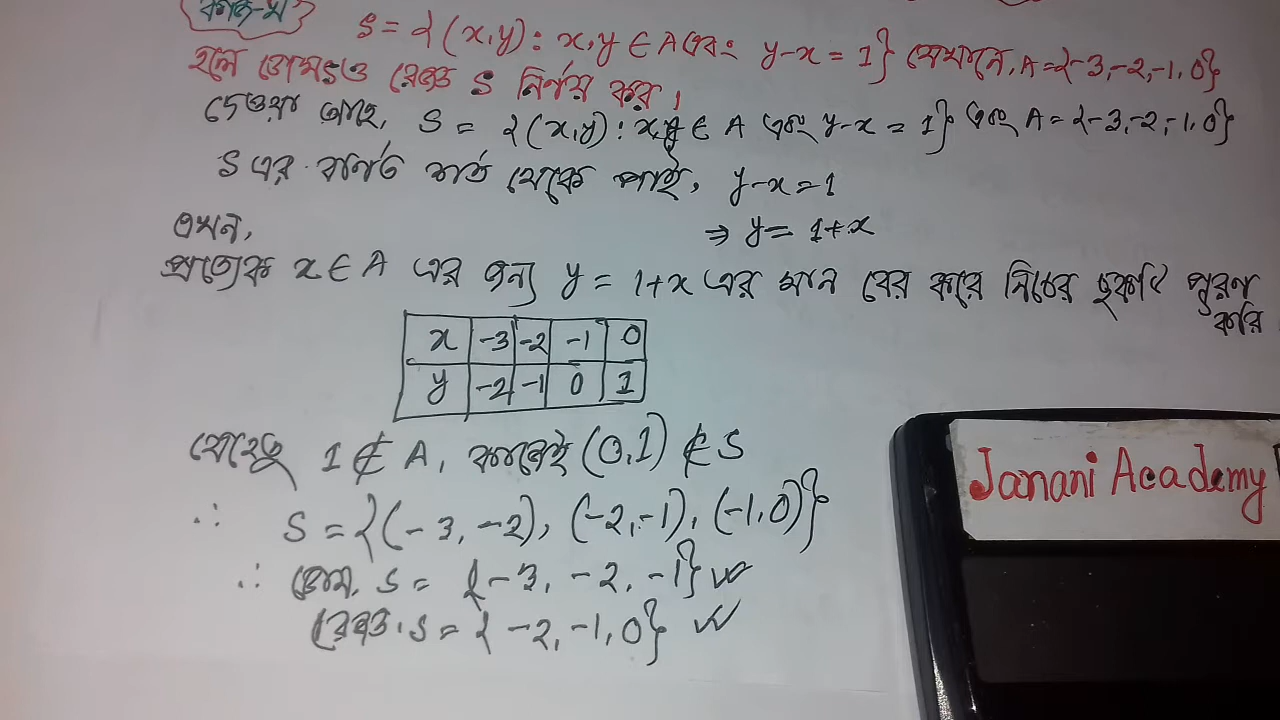 কাজ-খ
S = {(x,y) : x,y ∈ A এবং y-x = 1} যেখানে, A = {-3,-2,-1,0}
হলে ডোমেন ও রেঞ্জ S নির্ণয় কর।
দেওয়া আছে, S = {(x,y) : x,y ∈ A এবং y-x = 1} এবং A = {-3,-2,-1,0}
S এর বর্ণিত শর্ত থেকে পাই, y-x=1
⇒ y = 1+x
এখন,
প্রত্যেক x ∈ A এর জন্য y = 1+x এর মান বের করে নিচের ছকটি পূরণ
করি
x -3 -2 -1 0
y -2 -1 0 1
যেহেতু 1 ∉ A, কাজেই (0,1) ∉ S
∴ S = {(-3, -2), (-2,-1), (-1,0)}
∴ ডোম. S = {-3, -2, -1}
রেঞ্জ. S = {-2, -1, 0}
Janani Academy